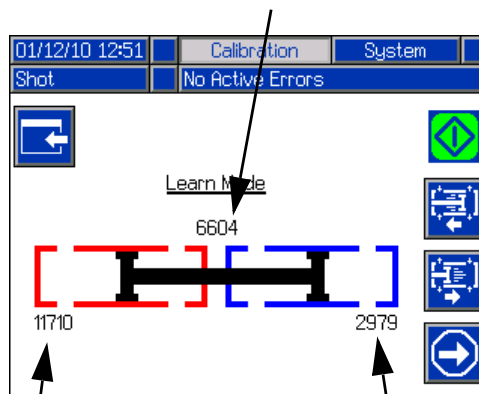 01/12/10 12:51 Calibration System
Shot No Active Errors
Learn Mode
6604
11710 2979